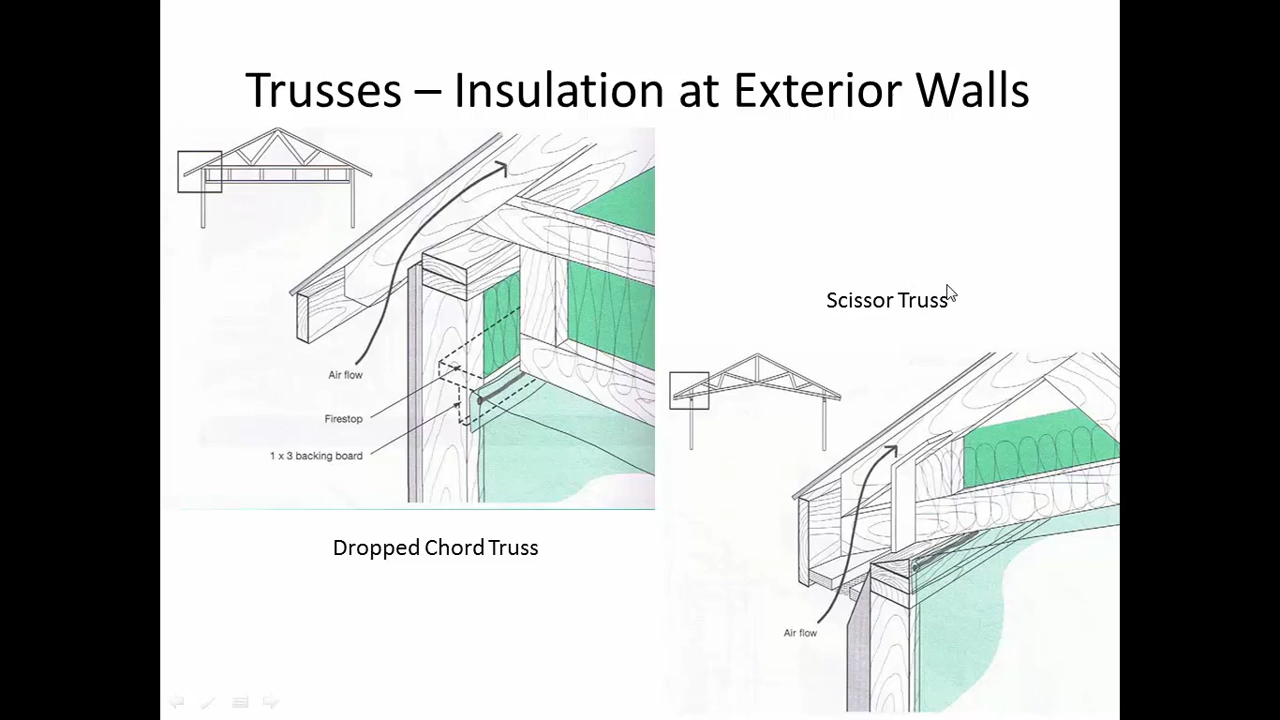 Trusses – Insulation at Exterior Walls
Air flow
Firestop
1 x 3 backing board
Dropped Chord Truss
Scissor Truss
Air flow